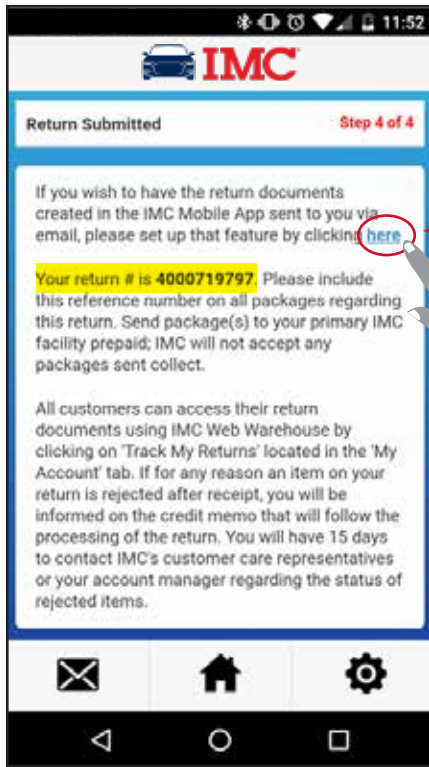 11:52
IMC
Return Submitted Step 4 of 4
If you wish to have the return documents
created in the IMC Mobile App sent to you via
email, please set up that feature by clicking here
Your return # is 4000719797. Please include
this reference number on all packages regarding
this return. Send package(s) to your primary IMC
facility prepaid; IMC will not accept any
packages sent collect.
All customers can access their return
documents using IMC Web Warehouse by
clicking on 'Track My Returns' located in the 'My
Account' tab. If for any reason an item on your
return is rejected after receipt, you will be
informed on the credit memo that will follow the
processing of the return. You will have 15 days
to contact IMC's customer care representatives
or your account manager regarding the status of
rejected items.